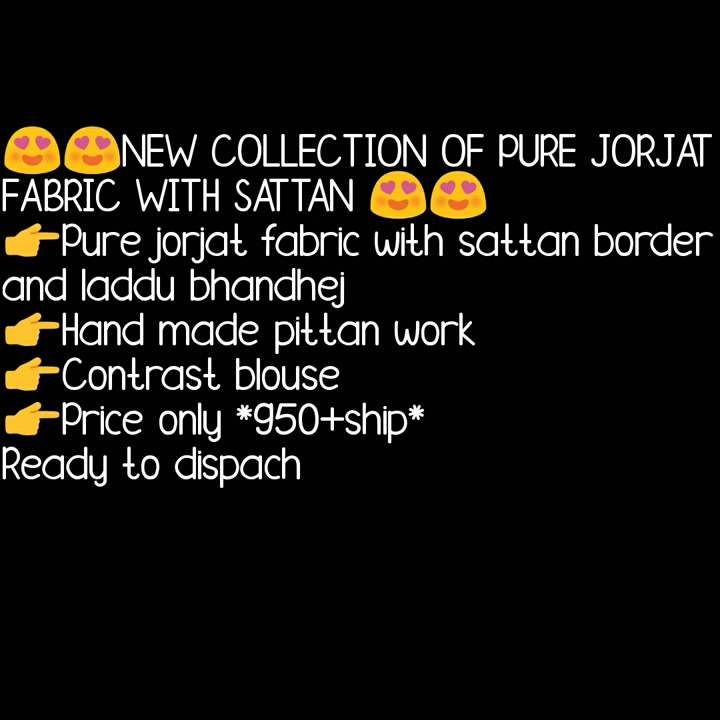 😍😍NEW COLLECTION OF PURE JORJAT
FABRIC WITH SATTAN 😍😍
👉Pure jorjat fabric with sattan border
and laddu bhandhej
👉Hand made pittan work
👉Contrast blouse
👉Price only *950+ship*
Ready to dispach